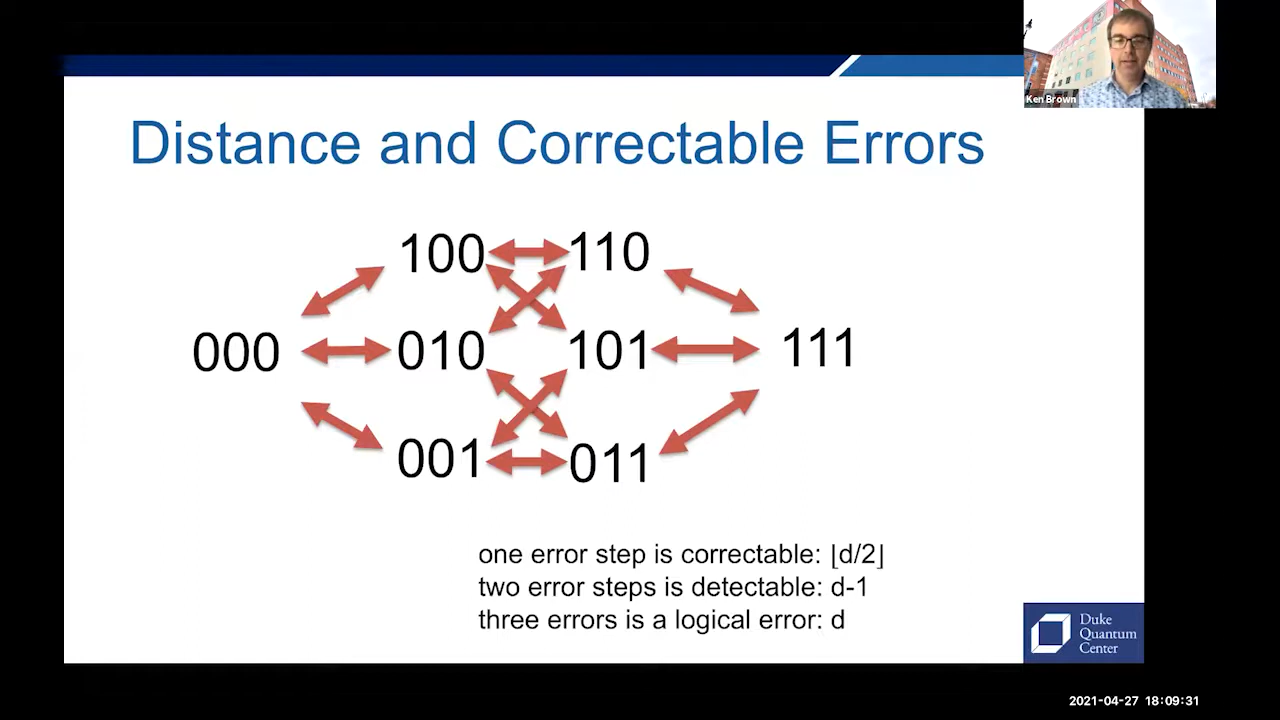 Ken Brown
Distance and Correctable Errors
100 110
000 010 101 111
001 011
one error step is correctable: ⌊d/2⌋
two error steps is detectable: d-1
three errors is a logical error: d
Duke
Quantum
Center
2021-04-27 18:09:31